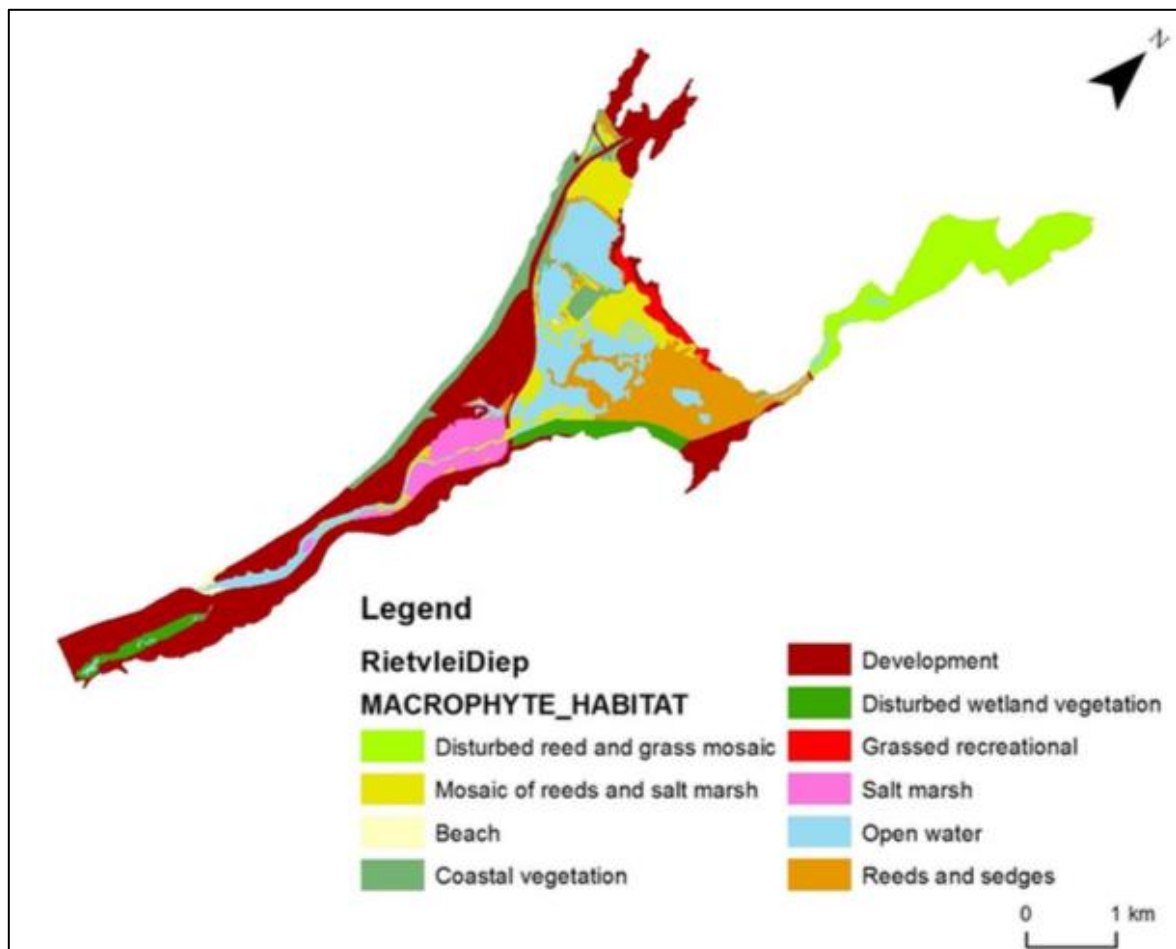 N
Legend
RietvleiDiep
MACROPHYTE_HABITAT
Disturbed reed and grass mosaic
Mosaic of reeds and salt marsh
Beach
Coastal vegetation
Development
Disturbed wetland vegetation
Grassed recreational
Salt marsh
Open water
Reeds and sedges
0 1 km